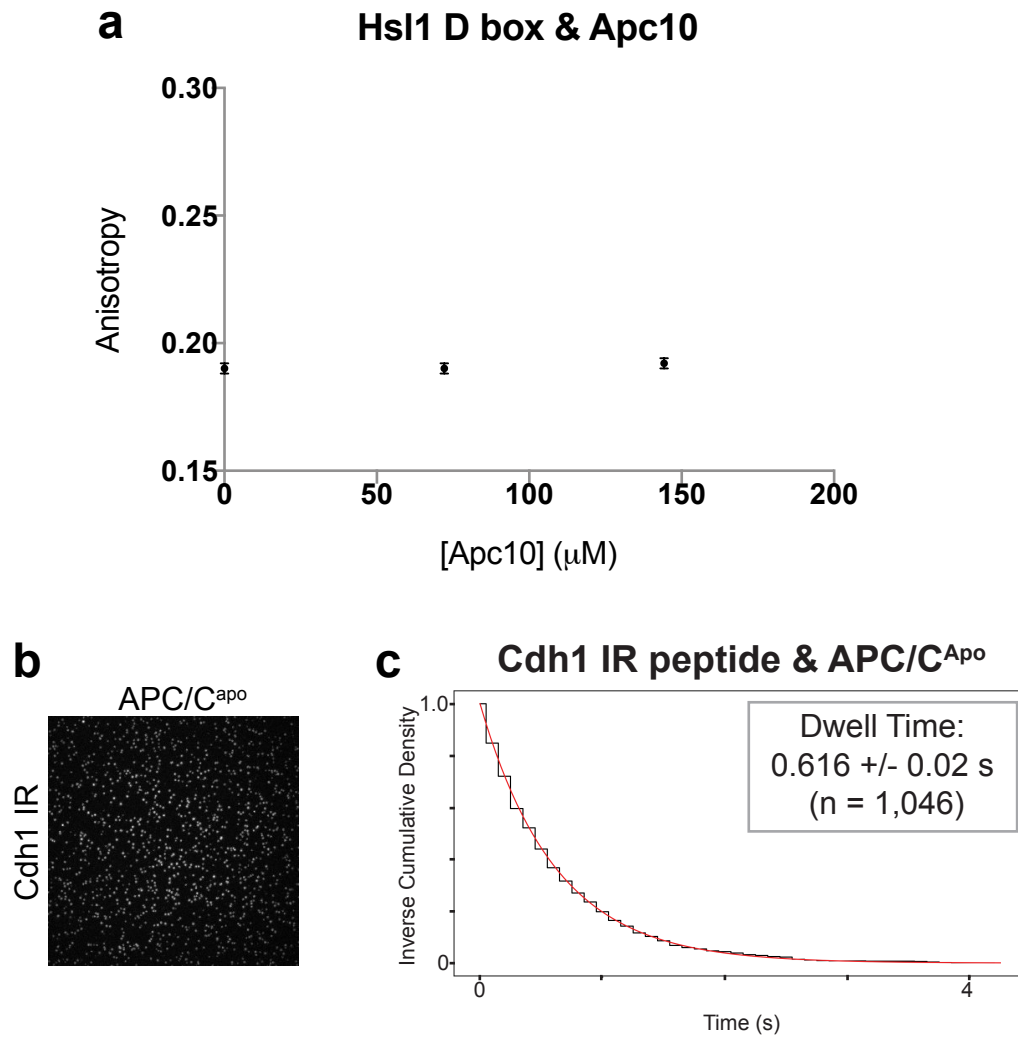 a
Hsl1 D box & Apc10
0.30
0.25
0.20
0.15
Anisotropy
0
50
100
150
200
[Apc10] (μM)
b
APC/Cᵃᵖᵒ
Cdh1 IR
c
Cdh1 IR peptide & APC/Cᴬᵖᵒ
1.0
0
Inverse Cumulative Density
Dwell Time:
0.616 +/- 0.02 s
(n = 1,046)
0
4
Time (s)